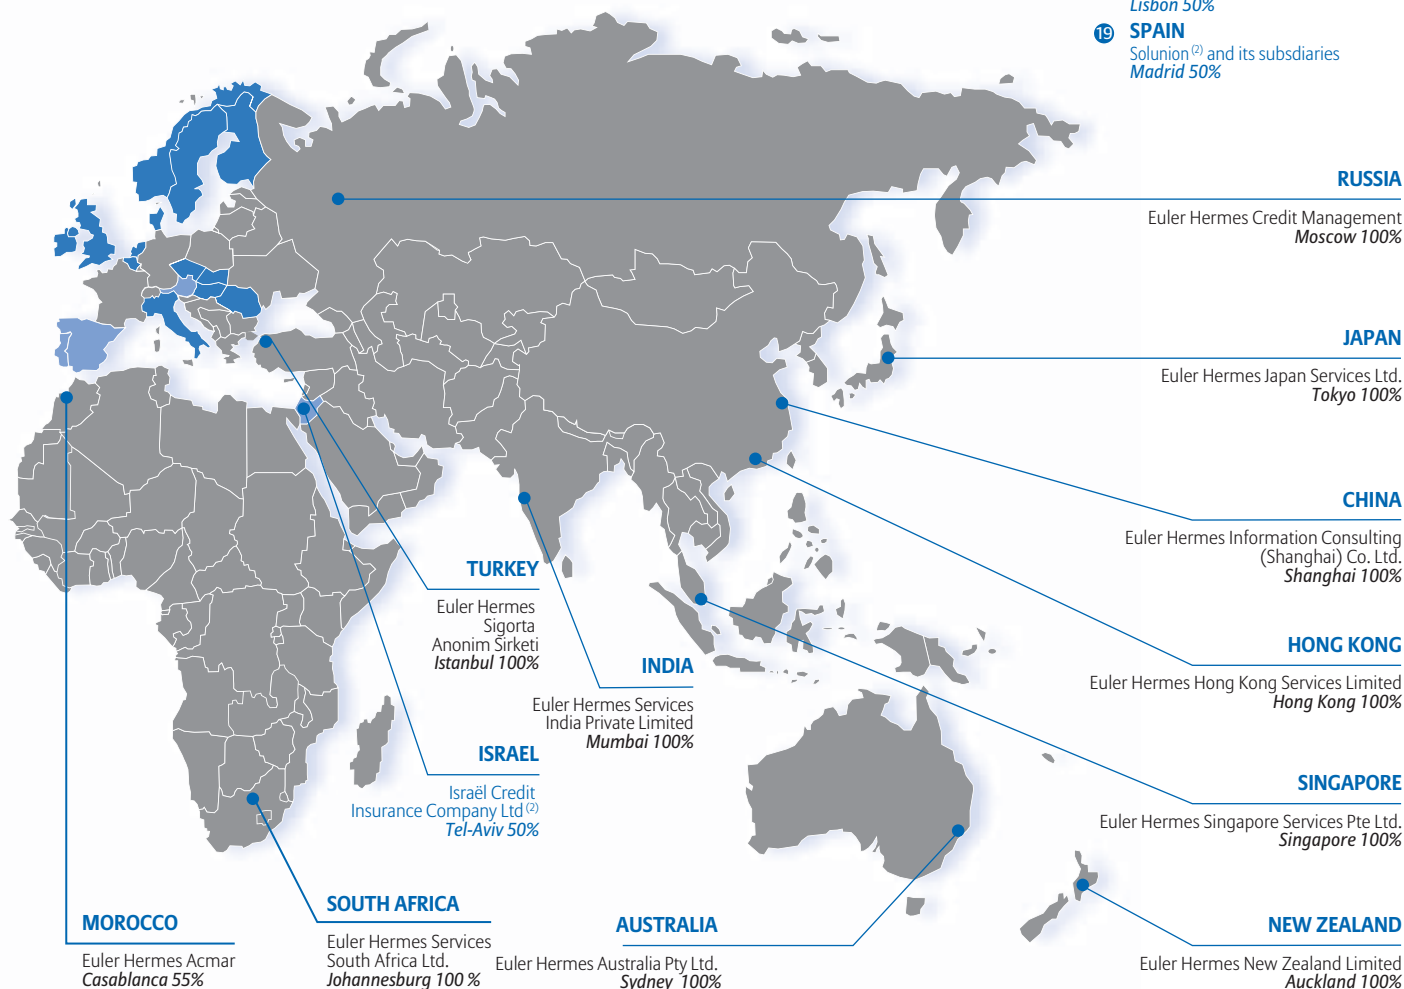 Lisbon 50%
19 SPAIN
Solunion (2) and its subsdiaries
Madrid 50%
RUSSIA
Euler Hermes Credit Management
Moscow 100%
JAPAN
Euler Hermes Japan Services Ltd.
Tokyo 100%
CHINA
Euler Hermes Information Consulting
(Shanghai) Co. Ltd.
Shanghai 100%
TURKEY
Euler Hermes
Sigorta
Anonim Sirketi
Istanbul 100%
HONG KONG
Euler Hermes Hong Kong Services Limited
Hong Kong 100%
INDIA
Euler Hermes Services
India Private Limited
Mumbai 100%
ISRAEL
Israël Credit
Insurance Company Ltd (2)
Tel-Aviv 50%
SINGAPORE
Euler Hermes Singapore Services Pte Ltd.
Singapore 100%
MOROCCO
Euler Hermes Acmar
Casablanca 55%
SOUTH AFRICA
Euler Hermes Services
South Africa Ltd.
Johannesburg 100 %
AUSTRALIA
Euler Hermes Australia Pty Ltd.
Sydney 100%
NEW ZEALAND
Euler Hermes New Zealand Limited
Auckland 100%